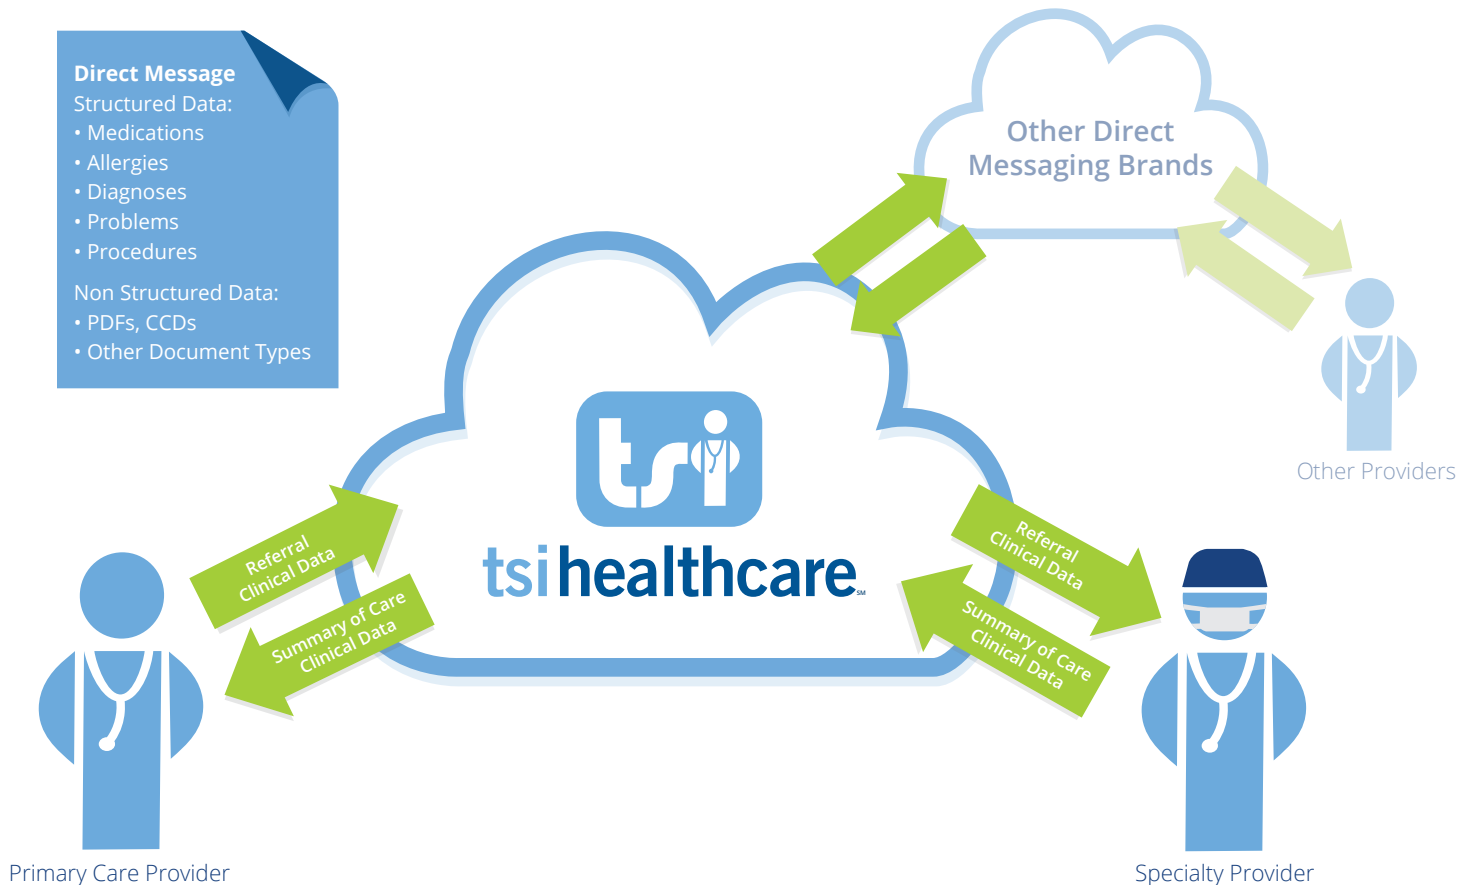 Direct Message
Structured Data:
• Medications
• Allergies
• Diagnoses
• Problems
• Procedures
Non Structured Data:
• PDFs, CCDs
• Other Document Types
Other Direct
Messaging Brands
Other Providers
tsi
tsi healthcare℠
Referral
Clinical Data
Summary of Care
Clinical Data
Referral
Clinical Data
Summary of Care
Clinical Data
Primary Care Provider
Specialty Provider